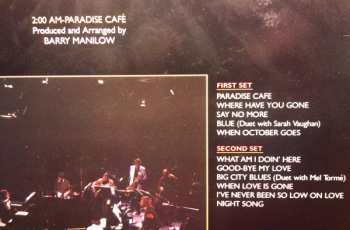 2:00 AM-PARADISE CAFÉ
Produced and Arranged by
BARRY MANILOW
FIRST SET
PARADISE CAFE
WHERE HAVE YOU GONE
SAY NO MORE
BLUE (Duet with Sarah Vaughan)
WHEN OCTOBER GOES
SECOND SET
WHAT AM I DOIN' HERE
GOOD-BYE MY LOVE
BIG CITY BLUES (Duet with Mel Tormé)
WHEN LOVE IS GONE
I'VE NEVER BEEN SO LOW ON LOVE
NIGHT SONG